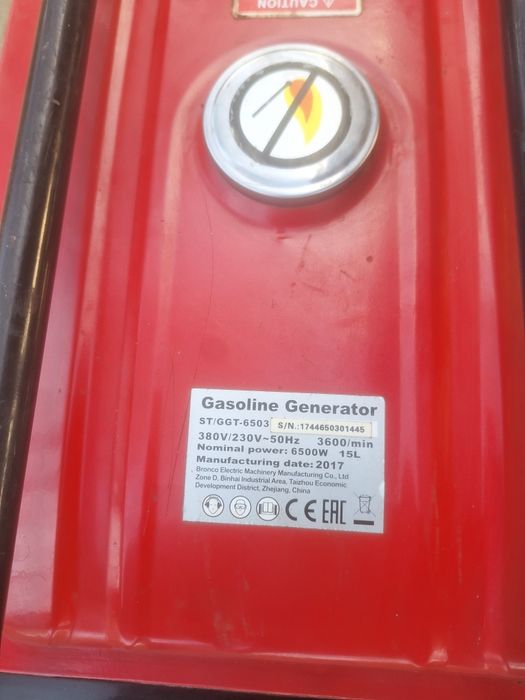 ⚠ CAUTION
Gasoline Generator
ST/GGT-6503 S/N.:1744650301445
380V/230V~50Hz 3600/min
Nominal power: 6500W 15L
Manufacturing date: 2017
Bronco Electric Machinery Manufacturing Co., Ltd
Zone D, Binhai Industrial Area, Taizhou Economic
Development District, Zhejiang, China
CE EAC